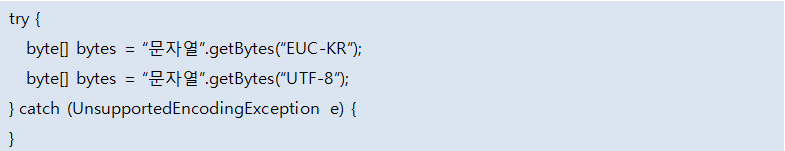 try {
byte[] bytes = “문자열”.getBytes(“EUC-KR”);
byte[] bytes = “문자열”.getBytes(“UTF-8”);
} catch (UnsupportedEncodingException e) {
}